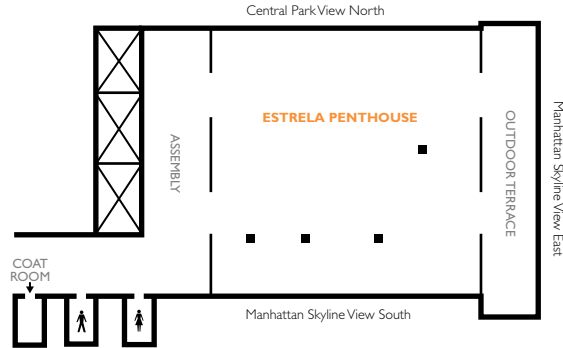 Central Park View North
ESTRELA PENTHOUSE
ASSEMBLY
OUTDOOR TERRACE
Manhattan Skyline View East
COAT
ROOM
Manhattan Skyline View South